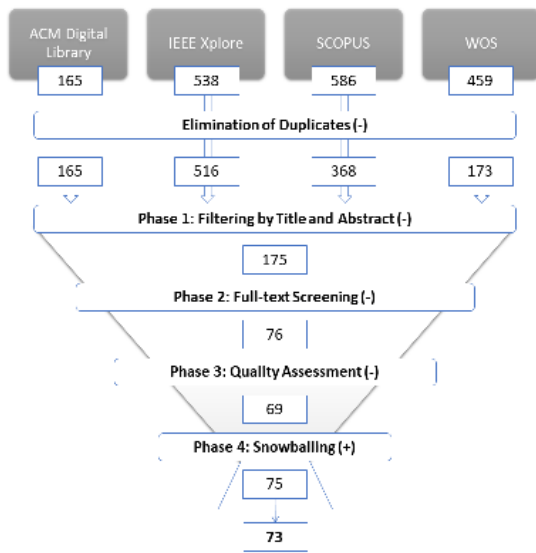 ACM Digital
Library
IEEE Xplore
SCOPUS
WOS
165
538
586
459
Elimination of Duplicates (-)
165
516
368
173
Phase 1: Filtering by Title and Abstract (-)
175
Phase 2: Full-text Screening (-)
76
Phase 3: Quality Assessment (-)
69
Phase 4: Snowballing (+)
75
73